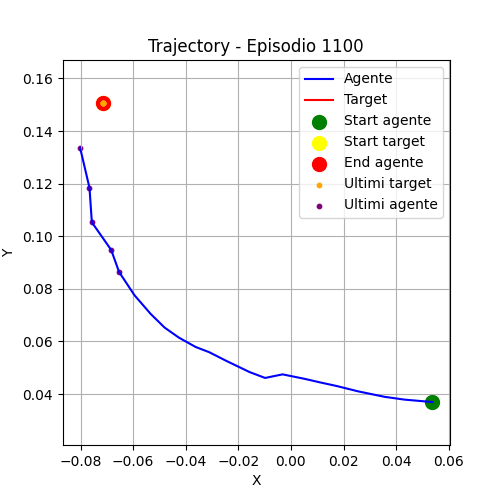 Trajectory - Episodio 1100
0.16
0.14
0.12
0.10
0.08
0.06
0.04
Y
Agente
Target
Start agente
Start target
End agente
Ultimi target
Ultimi agente
−0.08 −0.06 −0.04 −0.02 0.00 0.02 0.04 0.06
X